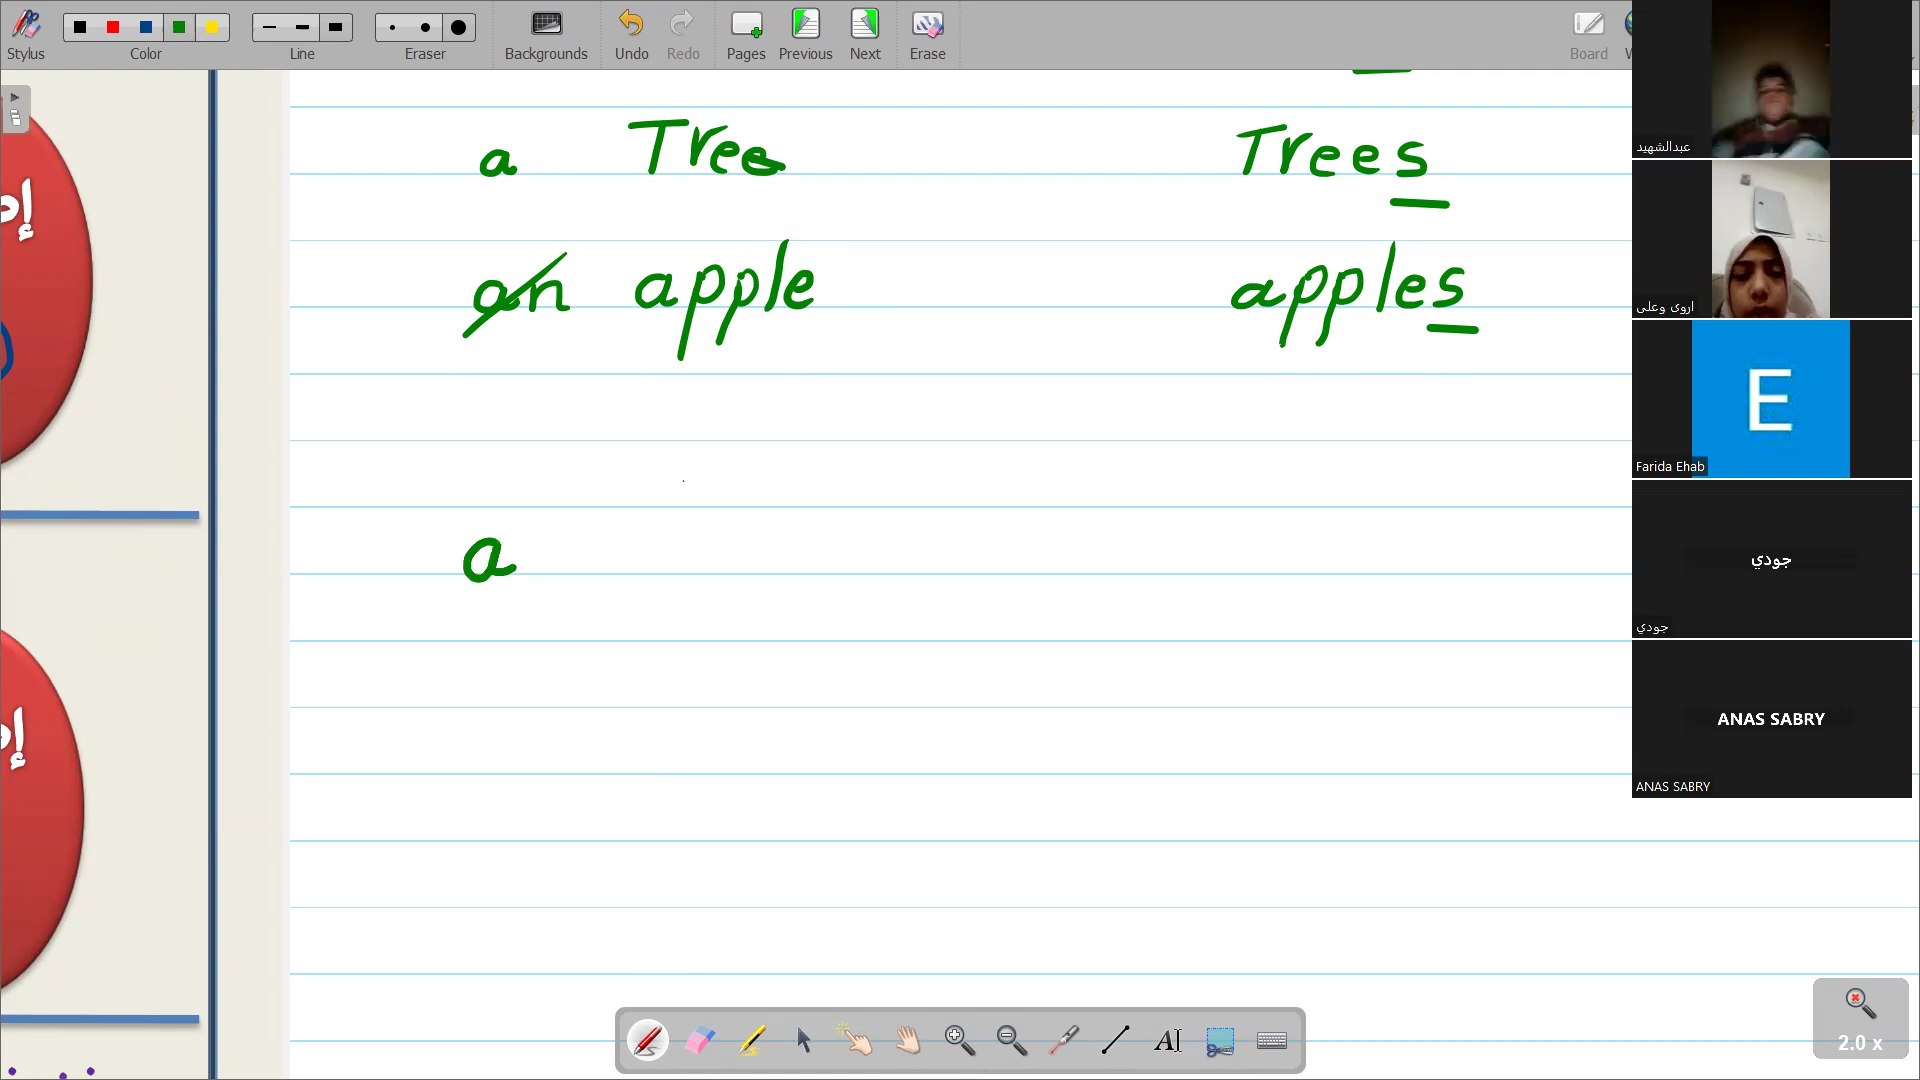 Stylus Color Line Eraser Backgrounds Undo Redo Pages Previous Next Erase Board
a Tree Trees
an apple apples
a
عبدالشهيد
اروى وعلى
E
Farida Ehab
جودي
جودي
ANAS SABRY
ANAS SABRY
2.0 x